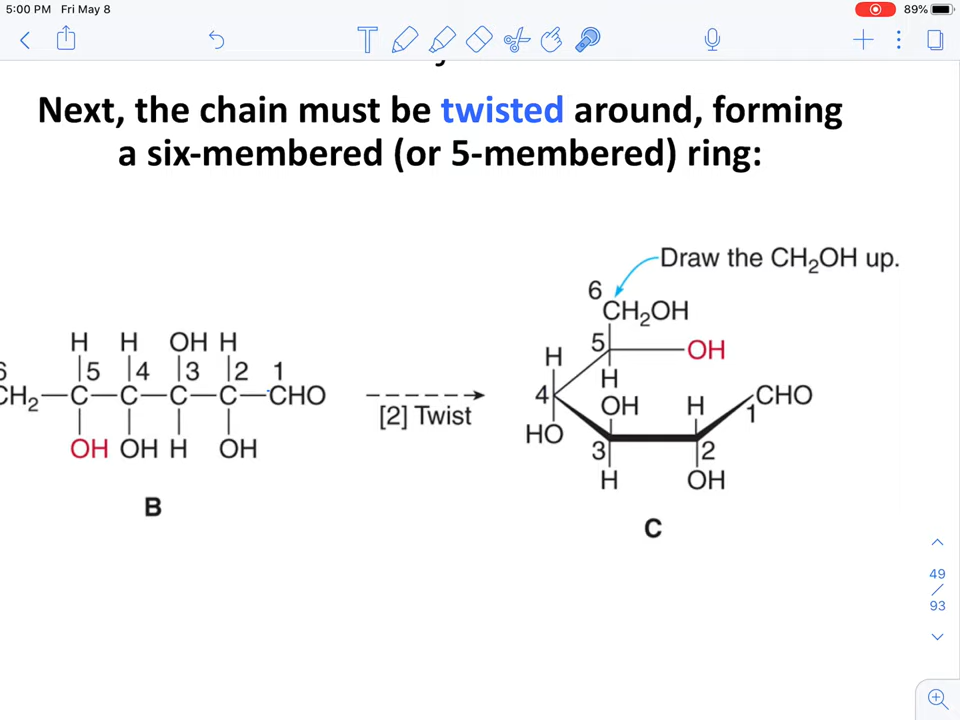 5:00 PM Fri May 8
89%
Next, the chain must be twisted around, forming
a six-membered (or 5-membered) ring:
Draw the CH2OH up.
6
CH2OH
H H OH H
5
OH
H
6
5 4 3 2 1
H
CH2—C—C—C—C—CHO
4
OH H
CHO
1
[2] Twist
HO
OH OH H OH
3 2
H OH
B
C
49
/
93